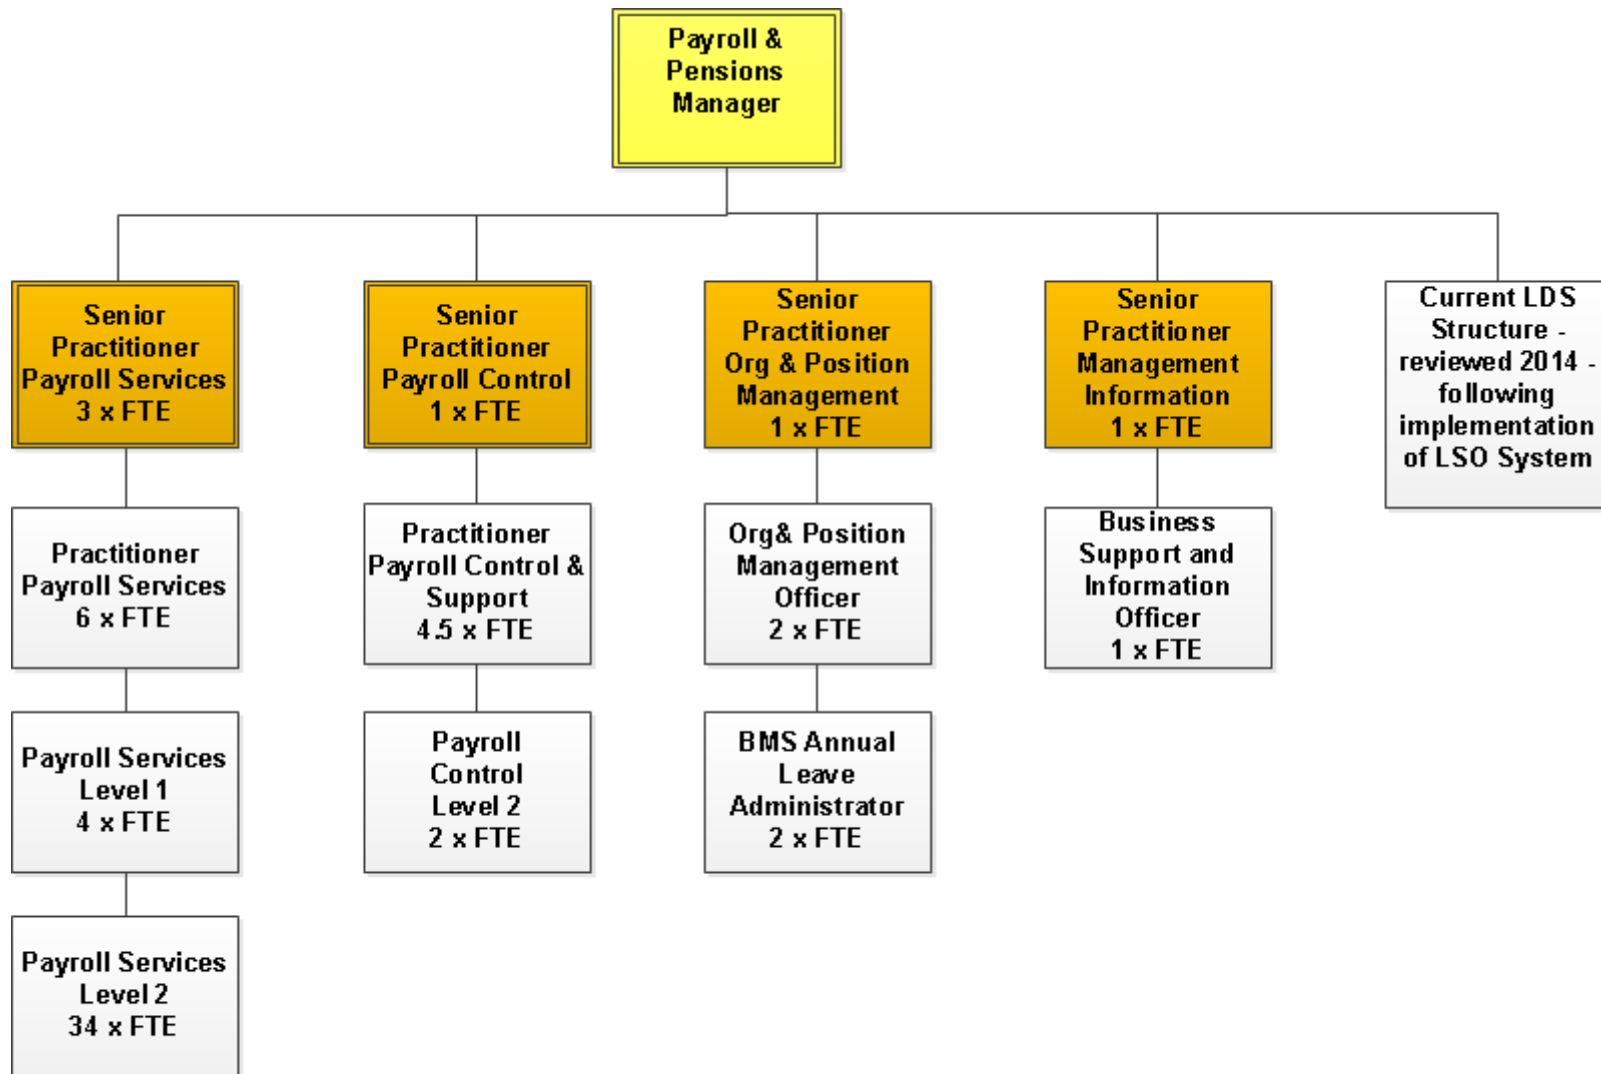 Payroll &
Pensions
Manager
Senior
Practitioner
Payroll Services
3 x FTE
Senior
Practitioner
Payroll Control
1 x FTE
Senior
Practitioner
Org & Position
Management
1 x FTE
Senior
Practitioner
Management
Information
1 x FTE
Current LDS
Structure -
reviewed 2014 -
following
implementation
of LSO System
Practitioner
Payroll Services
6 x FTE
Practitioner
Payroll Control &
Support
4.5 x FTE
Org& Position
Management
Officer
2 x FTE
Business
Support and
Information
Officer
1 x FTE
Payroll Services
Level 1
4 x FTE
Payroll
Control
Level 2
2 x FTE
BMS Annual
Leave
Administrator
2 x FTE
Payroll Services
Level 2
34 x FTE